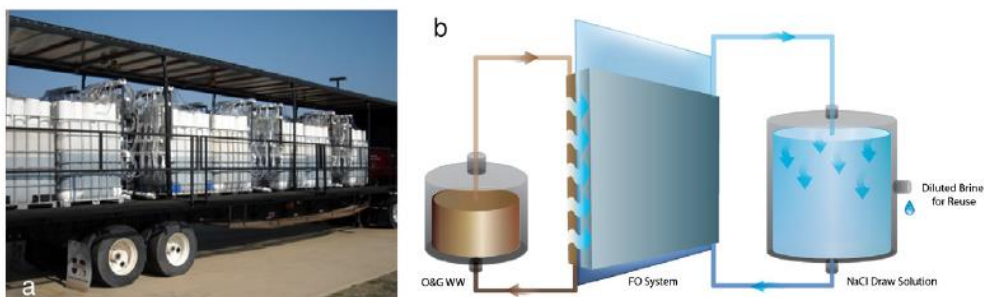 a
b
O&G WW
FO System
NaCl Draw Solution
Diluted Brine
for Reuse